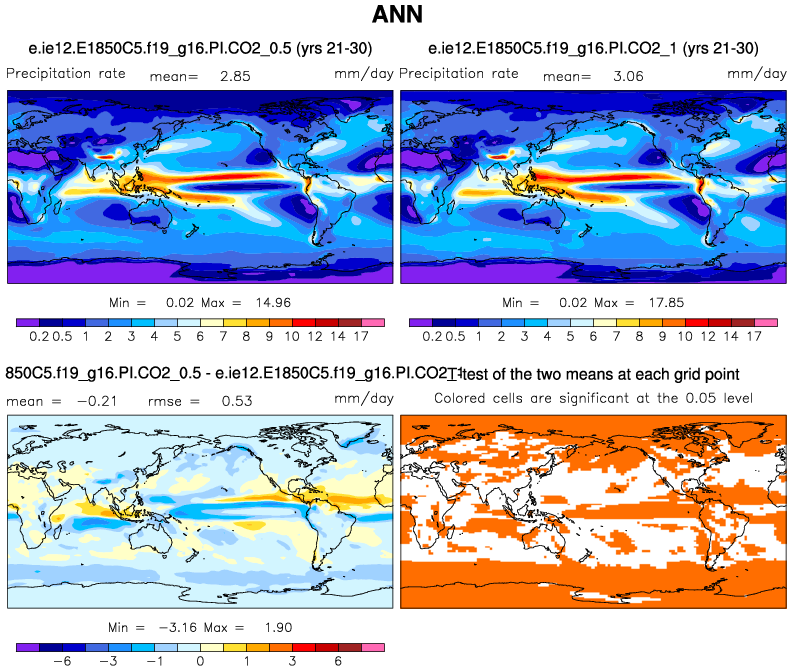 ANN
e.ie12.E1850C5.f19_g16.PI.CO2_0.5 (yrs 21-30)
Precipitation rate mean= 2.85 mm/day
Min = 0.02 Max = 14.96
0.2 0.5 1 2 3 4 5 6 7 8 9 10 12 14 17
e.ie12.E1850C5.f19_g16.PI.CO2_1 (yrs 21-30)
Precipitation rate mean= 3.06 mm/day
Min = 0.02 Max = 17.85
0.2 0.5 1 2 3 4 5 6 7 8 9 10 12 14 17
850C5.f19_g16.PI.CO2_0.5 - e.ie12.E1850C5.f19_g16.PI.CO2_1
mean = -0.21 rmse = 0.53 mm/day
Min = -3.16 Max = 1.90
-6 -3 -1 0 1 3 6
T-test of the two means at each grid point
Colored cells are significant at the 0.05 level